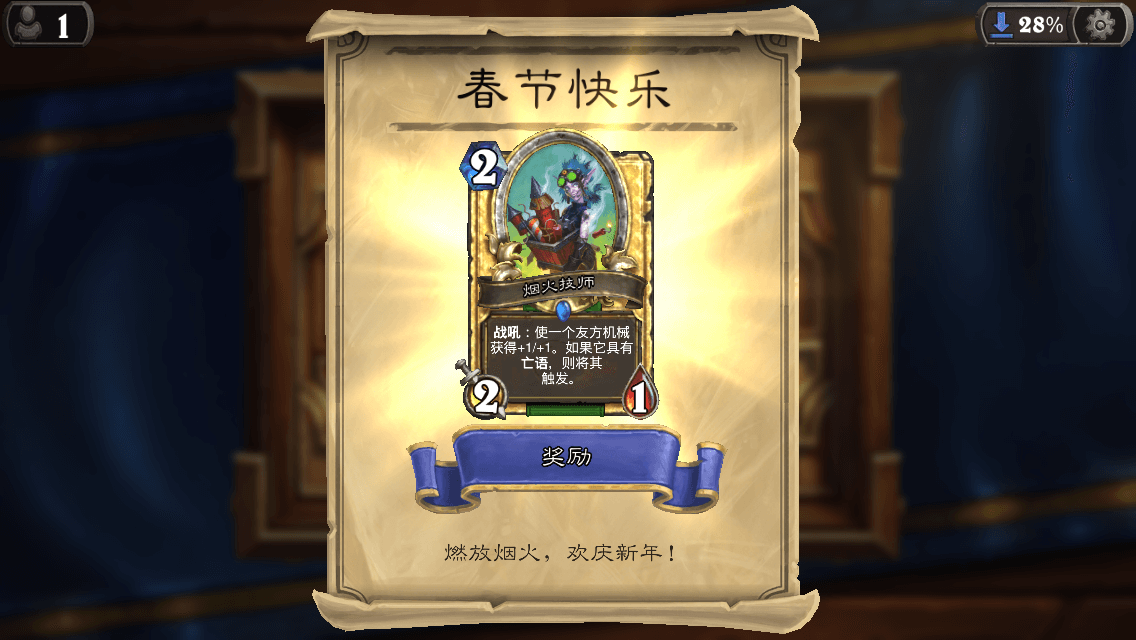 1
28%
春节快乐
2
烟火技师
战吼：使一个友方机械
获得+1/+1。如果它具有
亡语，则将其
触发。
2
1
奖励
燃放烟火，欢庆新年！